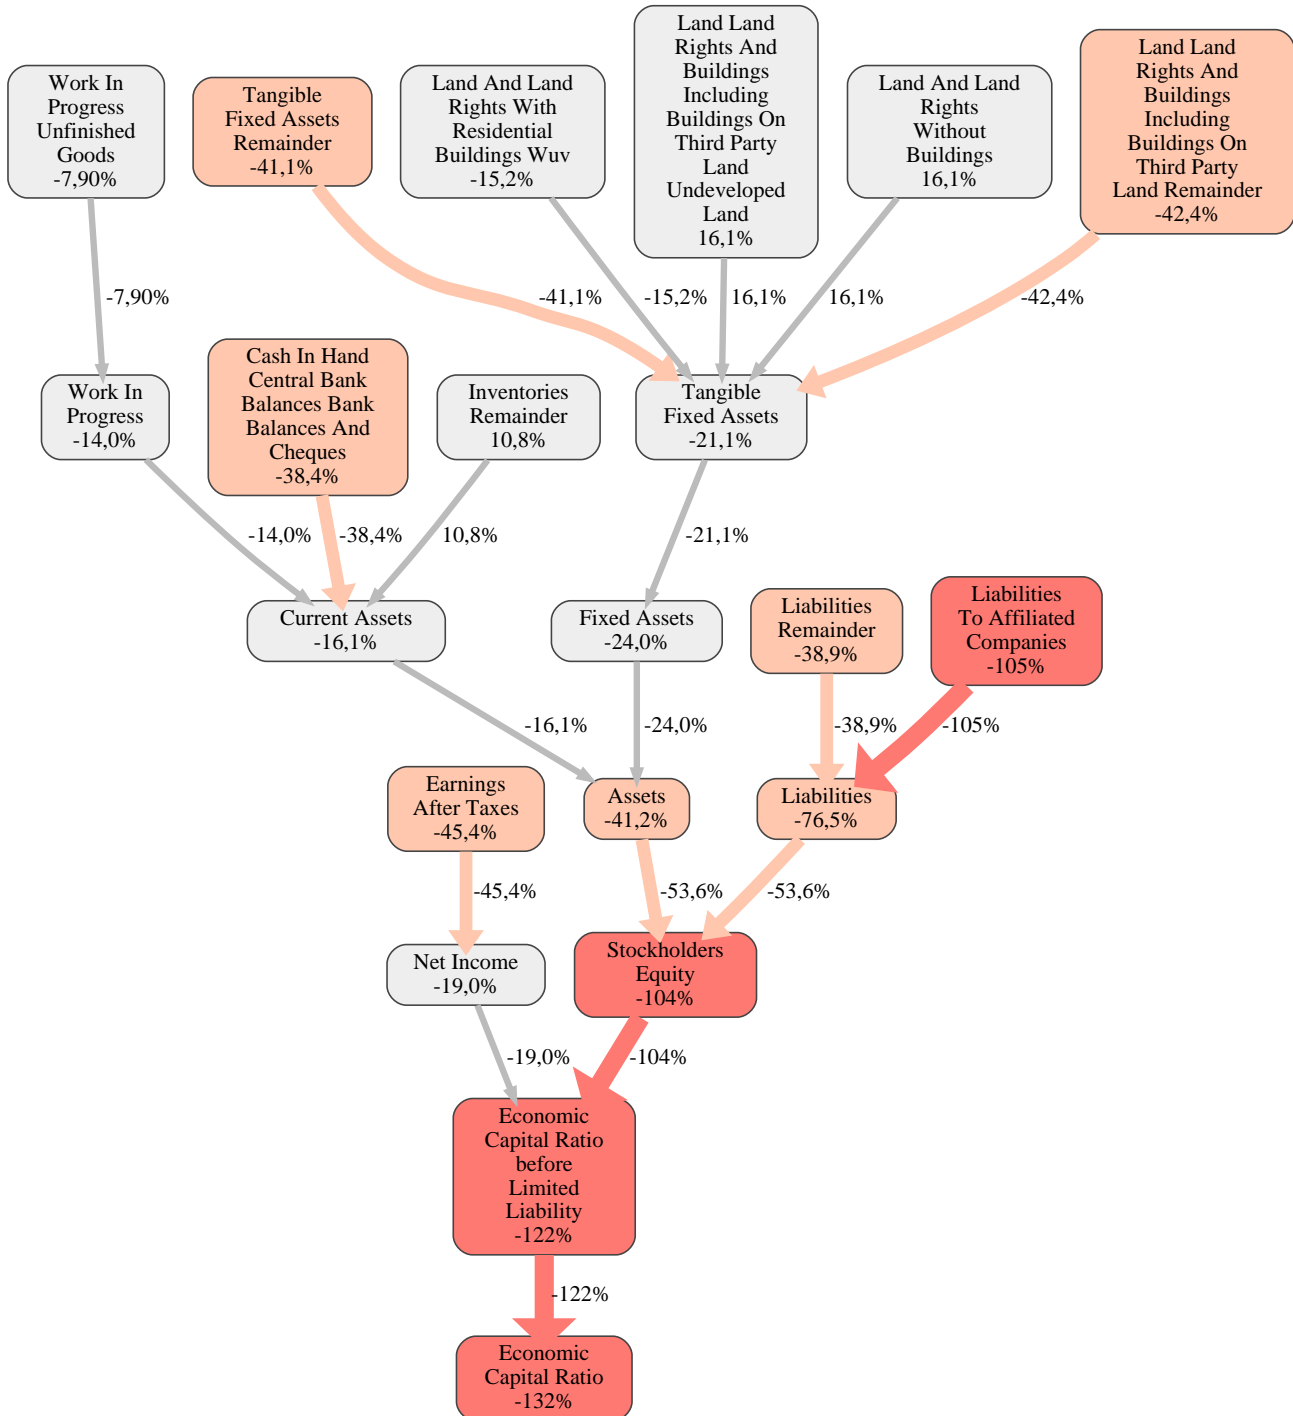 Land Land
Rights And
Buildings
Including
Buildings On
Third Party
Land
Undeveloped
Land
16,1%
Land Land
Rights And
Buildings
Including
Buildings On
Third Party
Land Remainder
-42,4%
Work In
Progress
Unfinished
Goods
-7,90%
Tangible
Fixed Assets
Remainder
-41,1%
Land And Land
Rights With
Residential
Buildings Wuv
-15,2%
Land And Land
Rights
Without
Buildings
16,1%
-7,90%
-41,1%
-15,2%
16,1%
16,1%
-42,4%
Work In
Progress
-14,0%
Cash In Hand
Central Bank
Balances Bank
Balances And
Cheques
-38,4%
Inventories
Remainder
10,8%
Tangible
Fixed Assets
-21,1%
-14,0%
-38,4%
10,8%
-21,1%
Current Assets
-16,1%
Fixed Assets
-24,0%
Liabilities
Remainder
-38,9%
Liabilities
To Affiliated
Companies
-105%
-16,1%
-24,0%
-38,9%
-105%
Earnings
After Taxes
-45,4%
Assets
-41,2%
Liabilities
-76,5%
-45,4%
-53,6%
-53,6%
Net Income
-19,0%
Stockholders
Equity
-104%
-19,0%
-104%
Economic
Capital Ratio
before
Limited
Liability
-122%
-122%
Economic
Capital Ratio
-132%